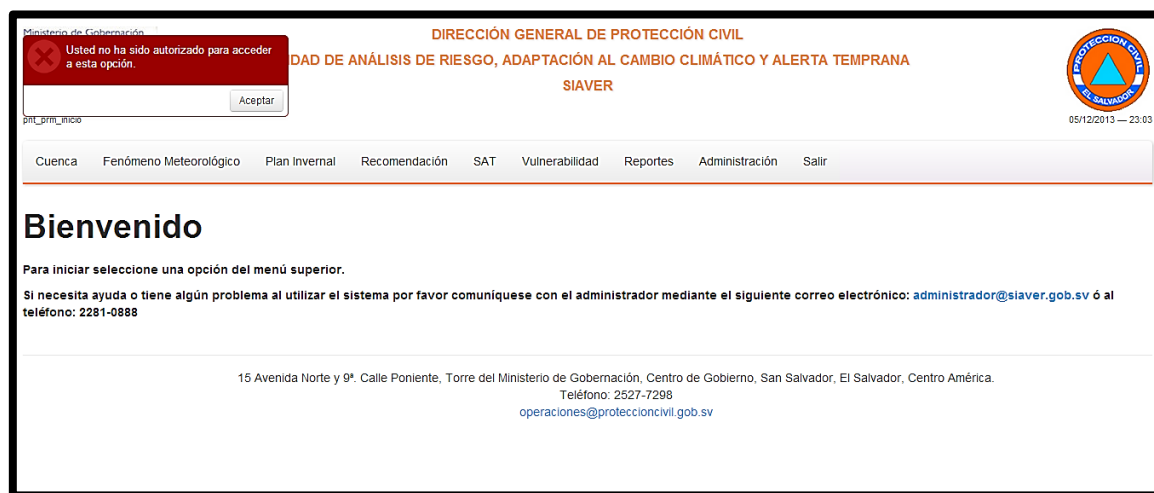 Ministerio de Gobernación
Usted no ha sido autorizado para acceder
a esta opción.
Aceptar
pnt_prm_inicio
DIRECCIÓN GENERAL DE PROTECCIÓN CIVIL
DAD DE ANÁLISIS DE RIESGO, ADAPTACIÓN AL CAMBIO CLIMÁTICO Y ALERTA TEMPRANA
SIAVER
PROTECCION CIVIL
EL SALVADOR
05/12/2013 — 23:03
Cuenca Fenómeno Meteorológico Plan Invernal Recomendación SAT Vulnerabilidad Reportes Administración Salir
Bienvenido
Para iniciar seleccione una opción del menú superior.
Si necesita ayuda o tiene algún problema al utilizar el sistema por favor comuníquese con el administrador mediante el siguiente correo electrónico: administrador@siaver.gob.sv ó al
teléfono: 2281-0888
15 Avenida Norte y 9ª. Calle Poniente, Torre del Ministerio de Gobernación, Centro de Gobierno, San Salvador, El Salvador, Centro América.
Teléfono: 2527-7298
operaciones@proteccioncivil.gob.sv